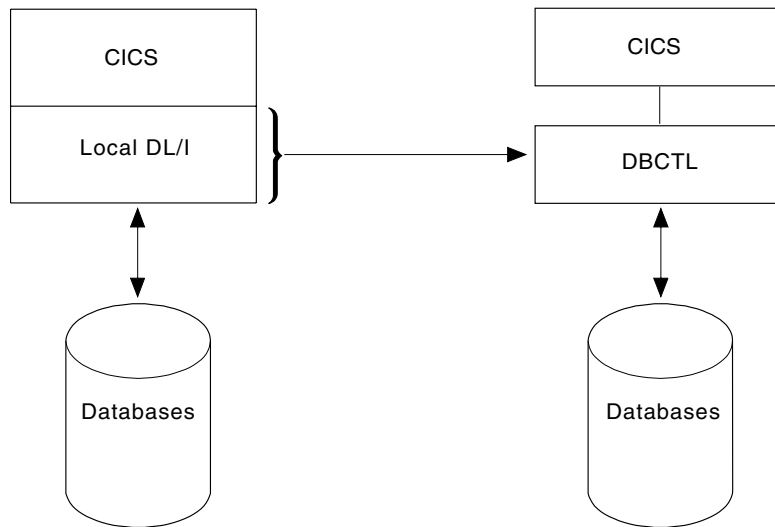 CICS
Local DL/I
Databases
CICS
DBCTL
Databases